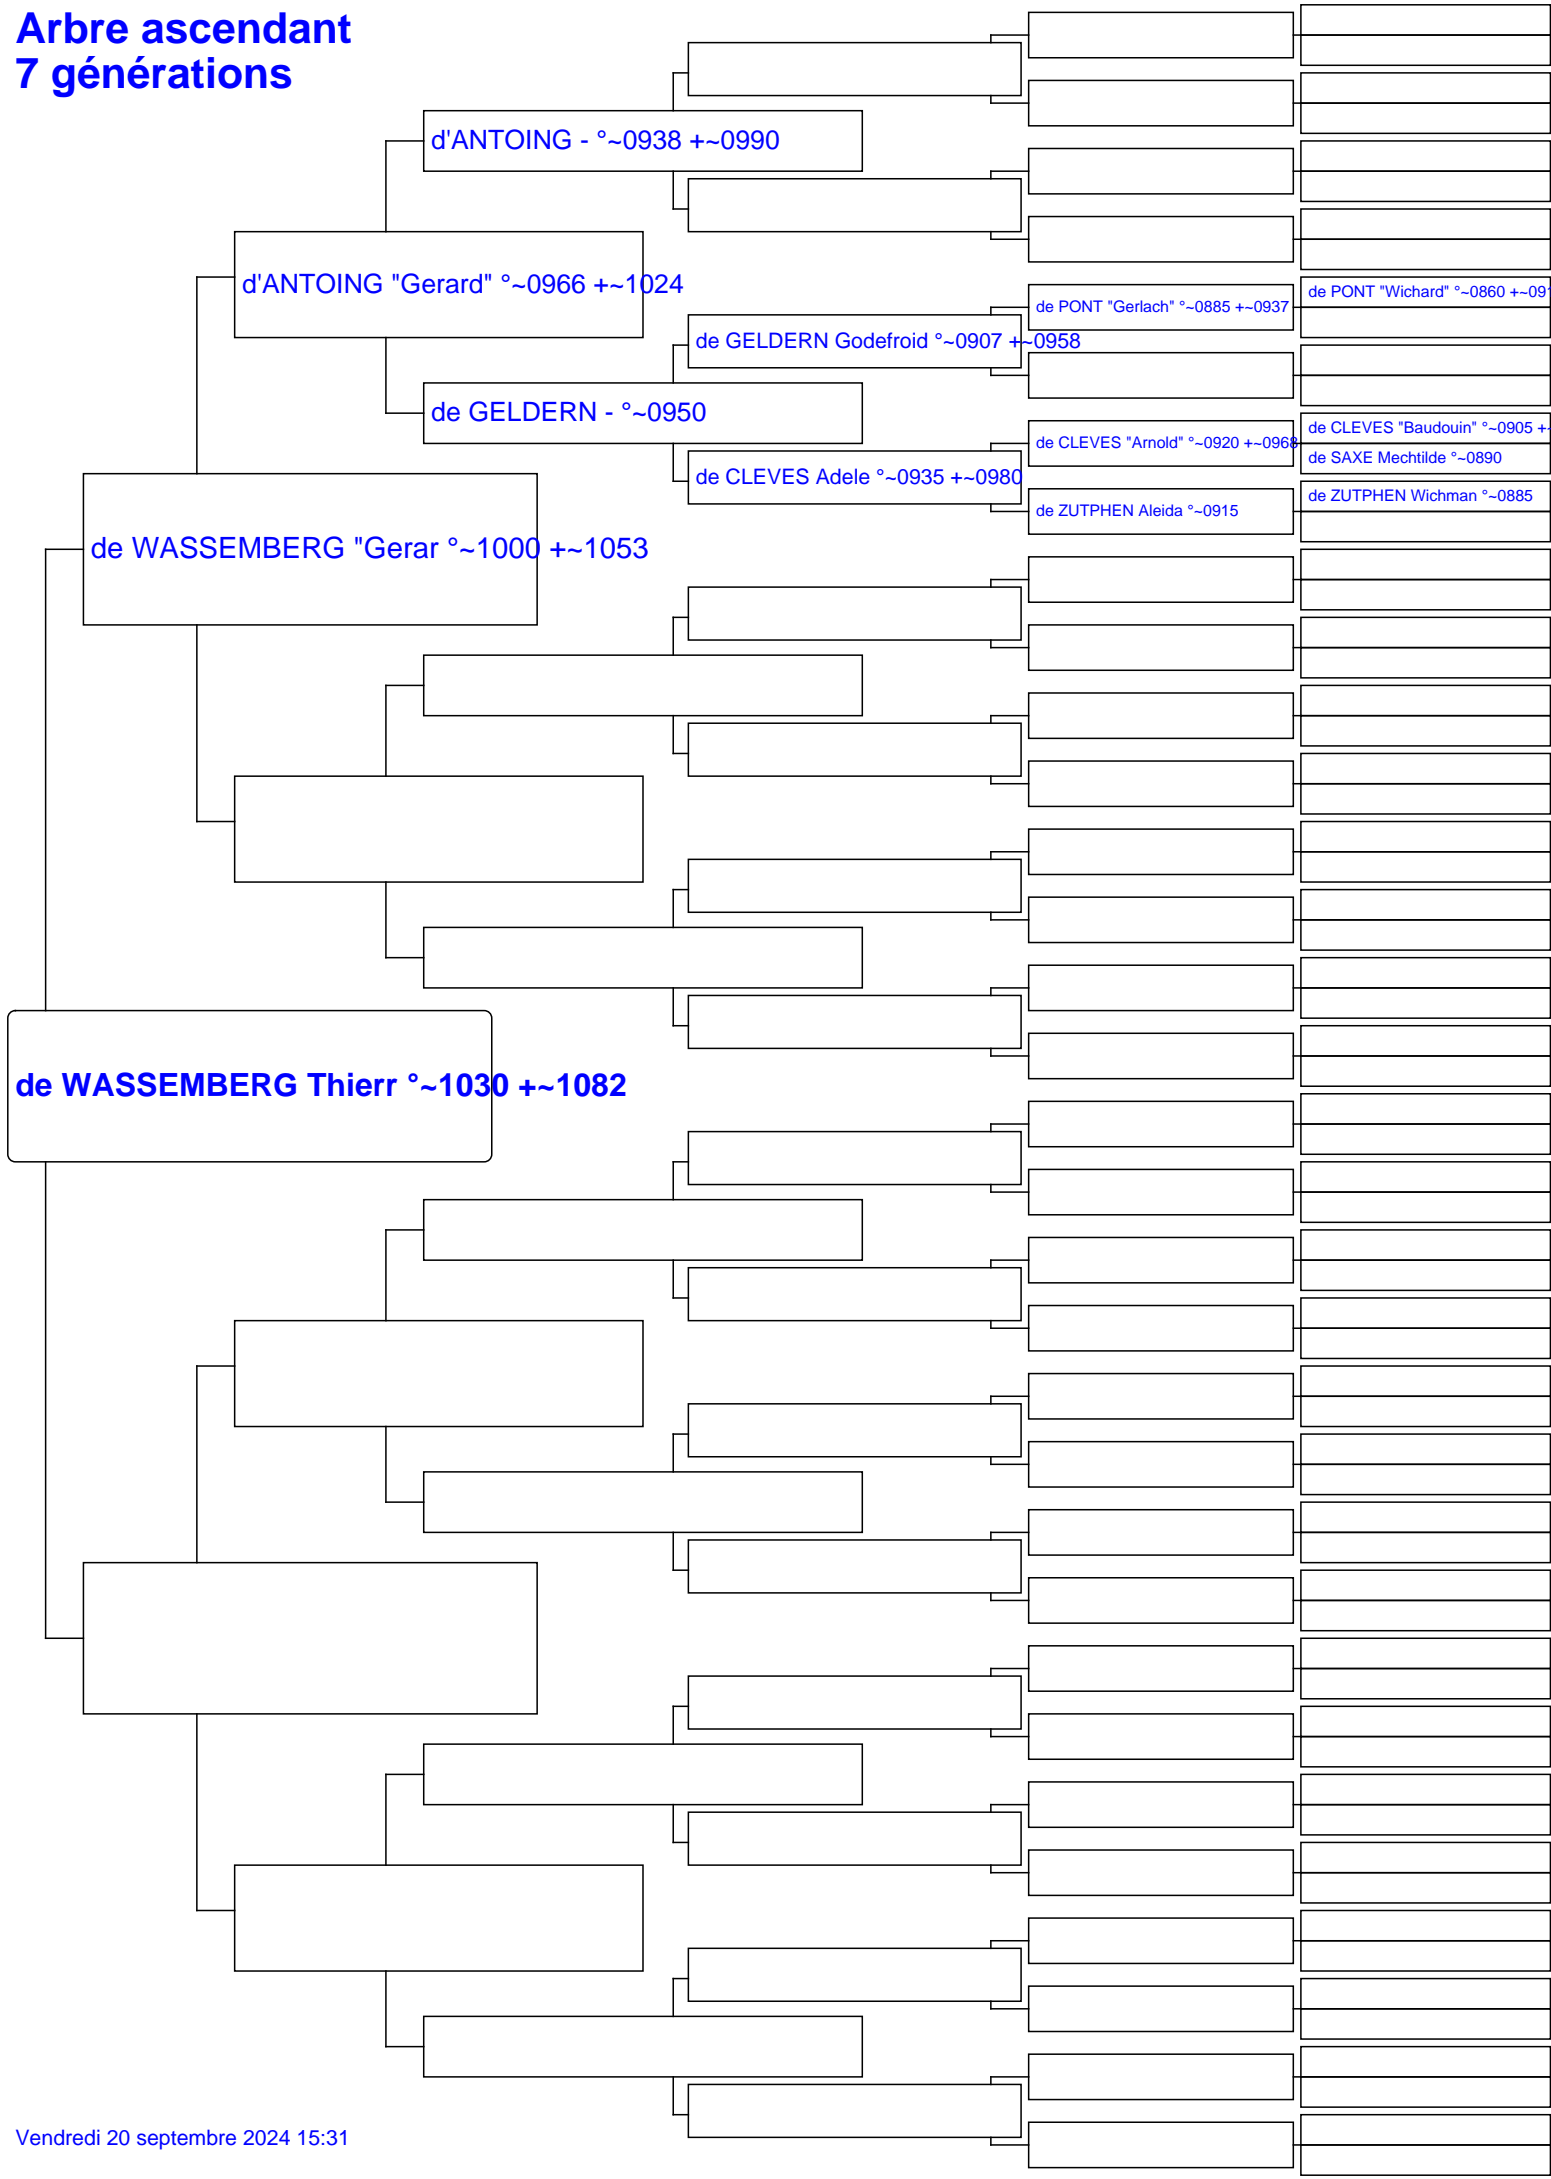 Arbre ascendant
7 générations
d'ANTOING - °~0938 +~0990
d'ANTOING "Gerard" °~0966 +~1024
de PONT "Gerlach" °~0885 +~0937
de PONT "Wichard" °~0860 +~091
de GELDERN Godefroid °~0907 +~0958
de GELDERN - °~0950
de CLEVES "Arnold" °~0920 +~0968
de CLEVES "Baudouin" °~0905 +~
de SAXE Mechtilde °~0890
de CLEVES Adele °~0935 +~0980
de ZUTPHEN Aleida °~0915
de ZUTPHEN Wichman °~0885
de WASSEMBERG "Gerar °~1000 +~1053
de WASSEMBERG Thierr °~1030 +~1082
Vendredi 20 septembre 2024 15:31